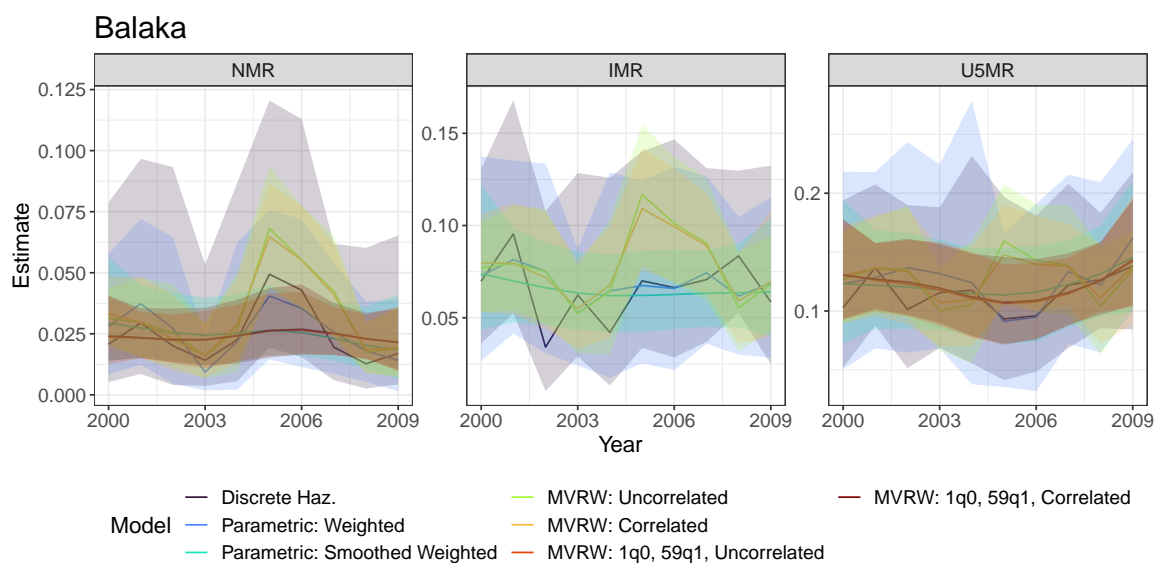 Balaka
NMR IMR U5MR
0.125
0.100
0.075
0.050
0.025
0.000
0.15
0.10
0.05
0.2
0.1
Estimate
2000 2003 2006 2009 2000 2003 2006 2009 2000 2003 2006 2009
Year
Model
Discrete Haz.
Parametric: Weighted
Parametric: Smoothed Weighted
MVRW: Uncorrelated
MVRW: Correlated
MVRW: 1q0, 59q1, Uncorrelated
MVRW: 1q0, 59q1, Correlated